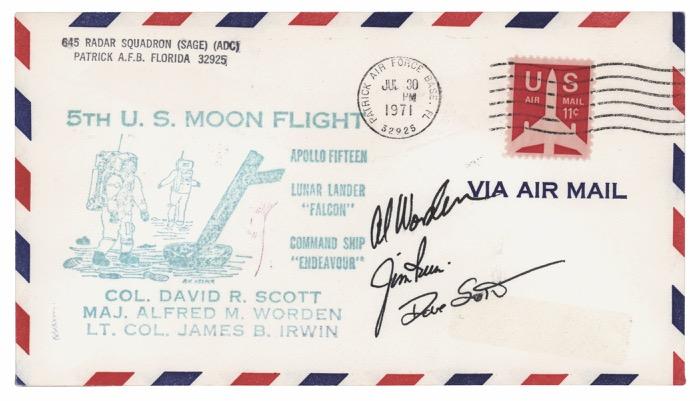 645 RADAR SQUADRON (SAGE) (ADC)
PATRICK A.F.B. FLORIDA 32925
PATRICK AIR FORCE BASE, FL
JUL 30
PM
1971
32925
US
AIR MAIL
11¢
5TH U. S. MOON FLIGHT
APOLLO FIFTEEN
LUNAR LANDER
"FALCON"
COMMAND SHIP
"ENDEAVOUR"
VIA AIR MAIL
Al Worden
Jim Irwin
Dave Scott
COL. DAVID R. SCOTT
MAJ. ALFRED M. WORDEN
LT. COL. JAMES B. IRWIN